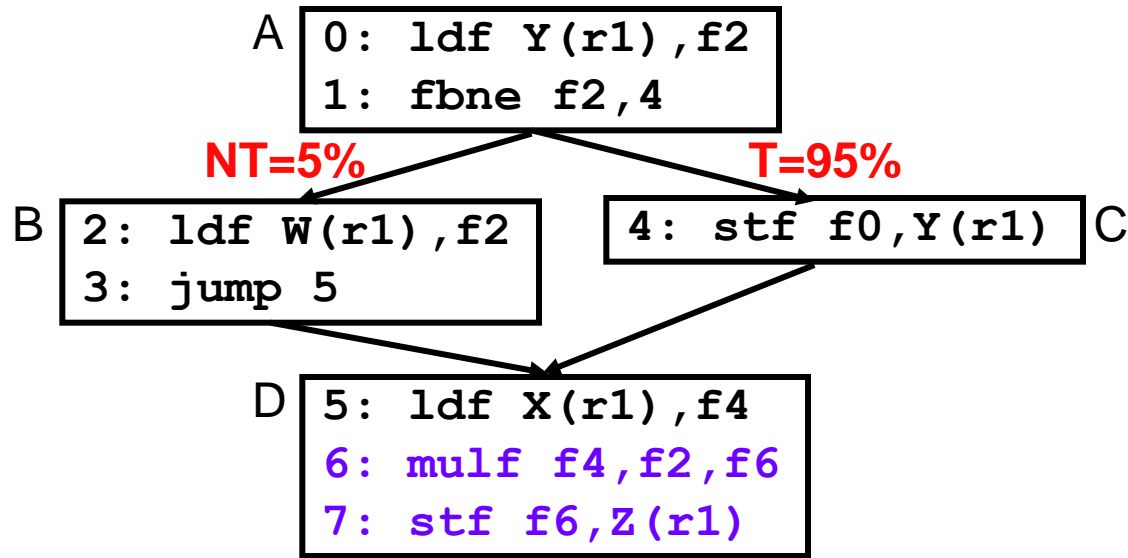 A
0: ldf Y(r1),f2
1: fbne f2,4
NT=5%
T=95%
B
2: ldf W(r1),f2
3: jump 5
4: stf f0,Y(r1)
C
D
5: ldf X(r1),f4
6: mulf f4,f2,f6
7: stf f6,Z(r1)